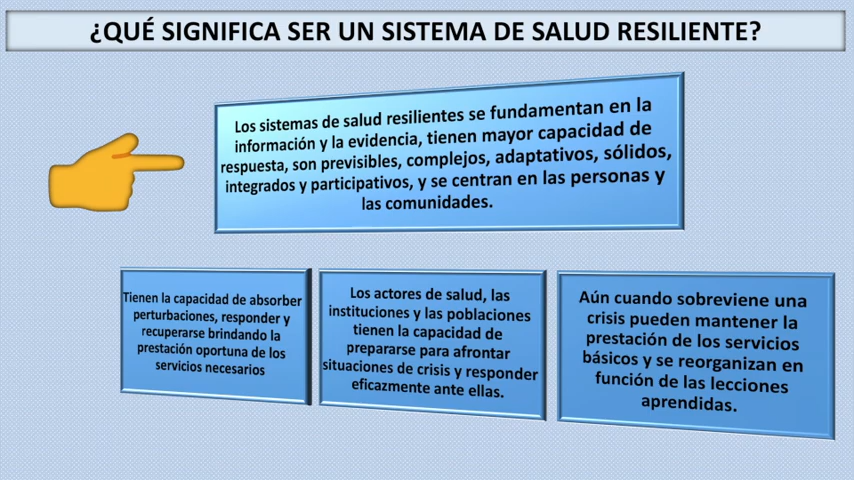 ¿QUÉ SIGNIFICA SER UN SISTEMA DE SALUD RESILIENTE?
Los sistemas de salud resilientes se fundamentan en la
información y la evidencia, tienen mayor capacidad de
respuesta, son previsibles, complejos, adaptativos, sólidos,
integrados y participativos, y se centran en las personas y
las comunidades.
Tienen la capacidad de absorber
perturbaciones, responder y
recuperarse brindando la
prestación oportuna de los
servicios necesarios
Los actores de salud, las
instituciones y las poblaciones
tienen la capacidad de
prepararse para afrontar
situaciones de crisis y responder
eficazmente ante ellas.
Aún cuando sobreviene una
crisis pueden mantener la
prestación de los servicios
básicos y se reorganizan en
función de las lecciones
aprendidas.